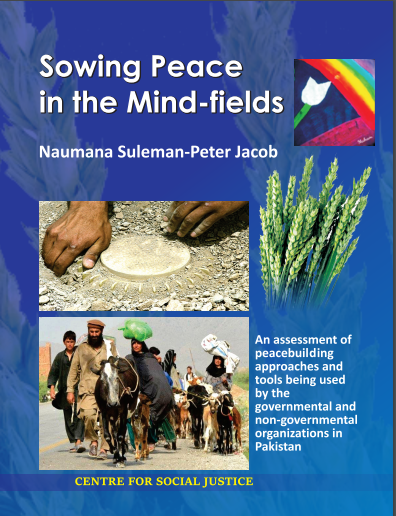 Sowing Peace
in the Mind-fields
Naumana Suleman-Peter Jacob
An assessment of
peacebuilding
approaches and
tools being used
by the
governmental and
non-governmental
organizations in
Pakistan
CENTRE FOR SOCIAL JUSTICE